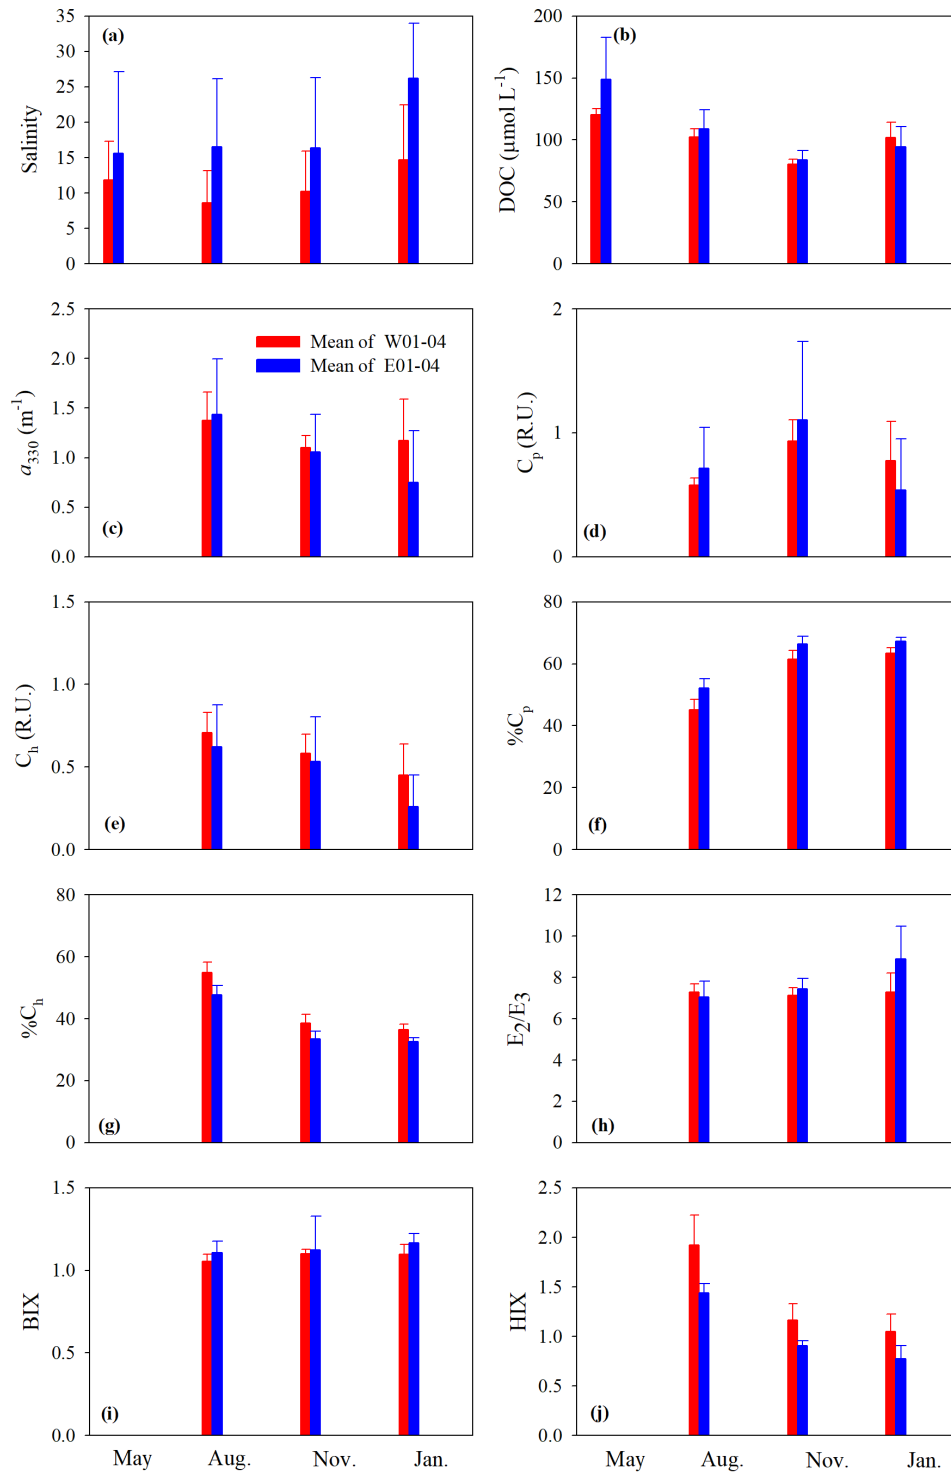 (a)
Salinity
35
30
25
20
15
10
5
0
(b)
DOC (µmol L⁻¹)
200
150
100
50
0
(c)
a₃₃₀ (m⁻¹)
2.5
2.0
1.5
1.0
0.5
0.0
Mean of W01-04
Mean of E01-04
(d)
Cₚ (R.U.)
2
1
0
(e)
Cₕ (R.U.)
1.5
1.0
0.5
0.0
(f)
%Cₚ
80
60
40
20
0
(g)
%Cₕ
80
60
40
20
0
(h)
E₂/E₃
12
10
8
6
4
2
0
(i)
BIX
1.5
1.0
0.5
0.0
May Aug. Nov. Jan.
(j)
HIX
2.5
2.0
1.5
1.0
0.5
0.0
May Aug. Nov. Jan.